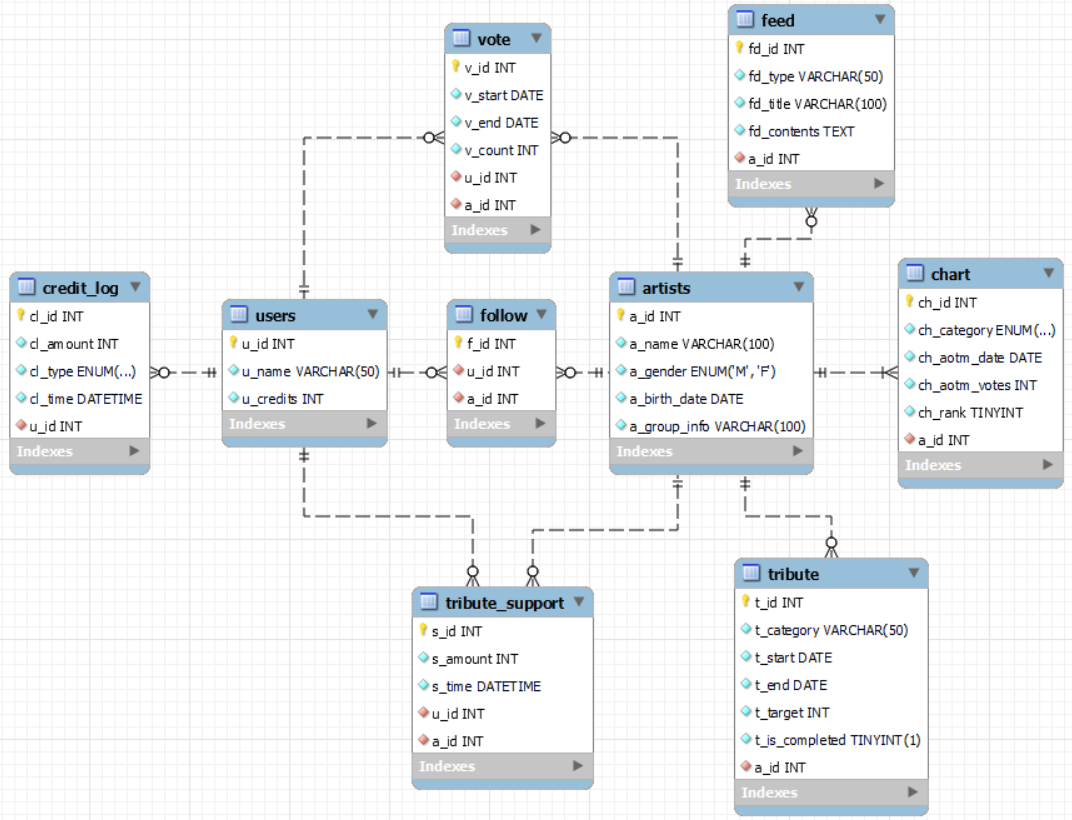 vote
v_id INT
v_start DATE
v_end DATE
v_count INT
u_id INT
a_id INT
Indexes
feed
fd_id INT
fd_type VARCHAR(50)
fd_title VARCHAR(100)
fd_contents TEXT
a_id INT
Indexes
credit_log
cl_id INT
cl_amount INT
cl_type ENUM(...)
cl_time DATETIME
u_id INT
Indexes
users
u_id INT
u_name VARCHAR(50)
u_credits INT
Indexes
follow
f_id INT
u_id INT
a_id INT
Indexes
artists
a_id INT
a_name VARCHAR(100)
a_gender ENUM('M','F')
a_birth_date DATE
a_group_info VARCHAR(100)
Indexes
chart
ch_id INT
ch_category ENUM(...)
ch_aotm_date DATE
ch_aotm_votes INT
ch_rank TINYINT
a_id INT
Indexes
tribute_support
s_id INT
s_amount INT
s_time DATETIME
u_id INT
a_id INT
Indexes
tribute
t_id INT
t_category VARCHAR(50)
t_start DATE
t_end DATE
t_target INT
t_is_completed TINYINT(1)
a_id INT
Indexes